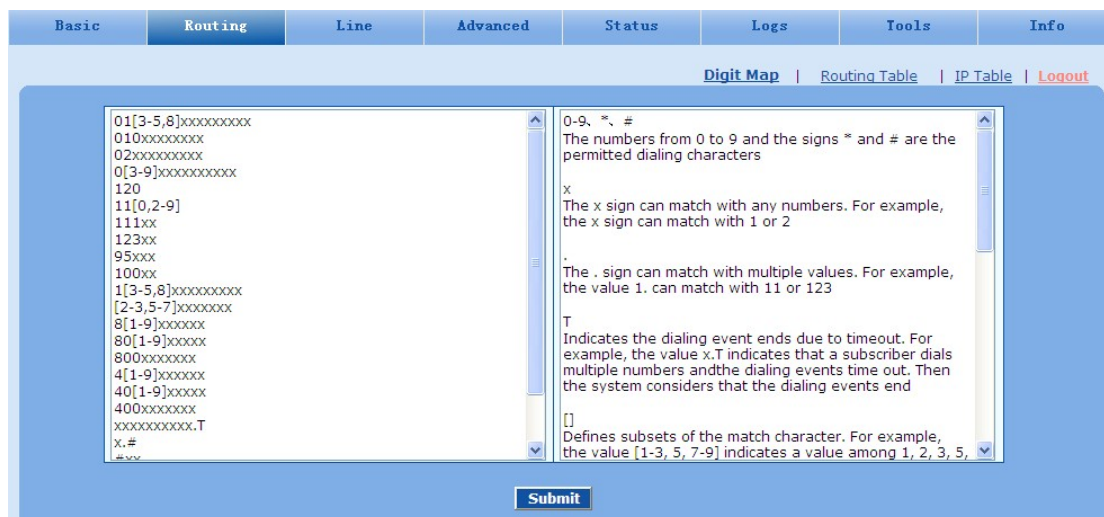 Basic Routing Line Advanced Status Logs Tools Info
Digit Map | Routing Table | IP Table | Logout
01[3-5,8]xxxxxxxxx
010xxxxxxxx
02xxxxxxxxx
0[3-9]xxxxxxxxxx
120
11[0,2-9]
111xx
123xx
95xxx
100xx
1[3-5,8]xxxxxxxxx
[2-3,5-7]xxxxxxx
8[1-9]xxxxxx
80[1-9]xxxxx
800xxxxxxx
4[1-9]xxxxxx
40[1-9]xxxxx
400xxxxxxx
xxxxxxxxxx.T
x.#
#xx
0-9、*、#
The numbers from 0 to 9 and the signs * and # are the
permitted dialing characters
x
The x sign can match with any numbers. For example,
the x sign can match with 1 or 2
.
The . sign can match with multiple values. For example,
the value 1. can match with 11 or 123
T
Indicates the dialing event ends due to timeout. For
example, the value x.T indicates that a subscriber dials
multiple numbers andthe dialing events time out. Then
the system considers that the dialing events end
[]
Defines subsets of the match character. For example,
the value [1-3, 5, 7-9] indicates a value among 1, 2, 3, 5,
Submit